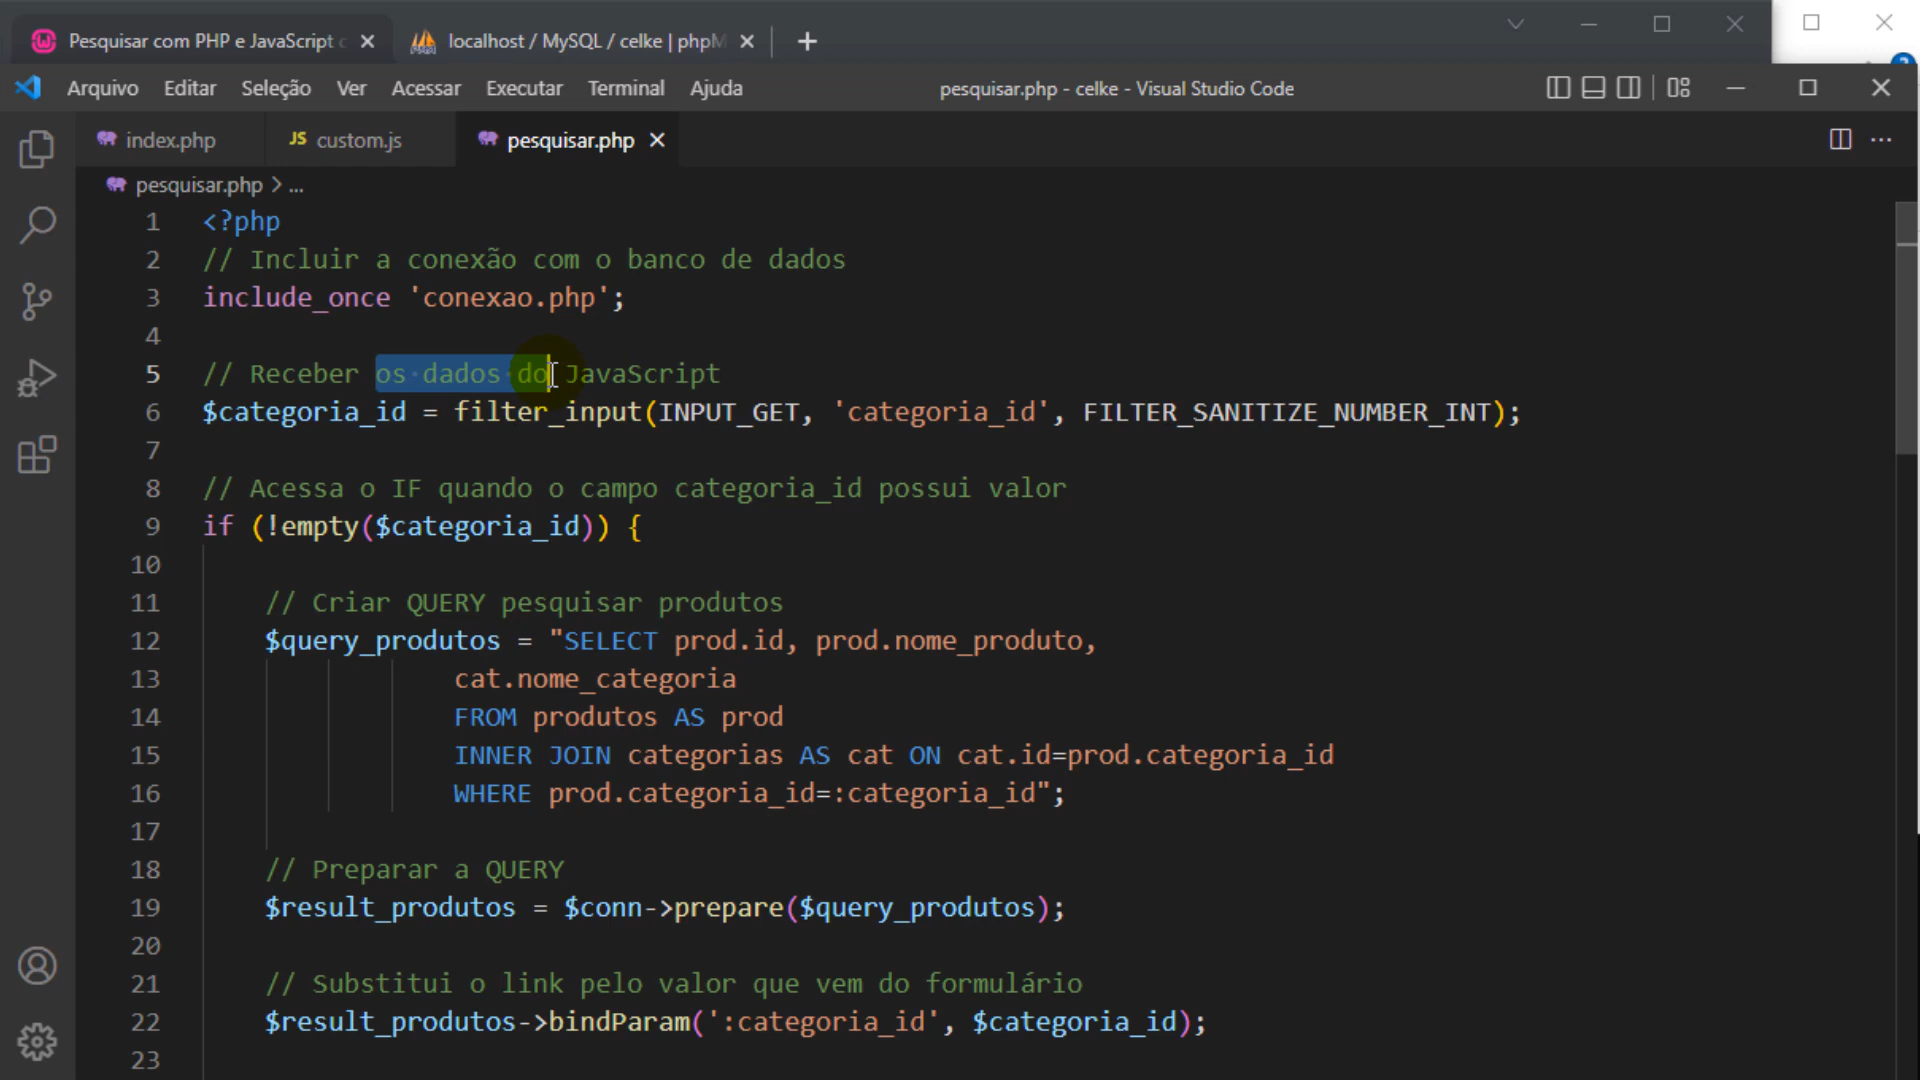 Pesquisar com PHP e JavaScript c
localhost / MySQL / celke | phpM
Arquivo Editar Seleção Ver Acessar Executar Terminal Ajuda
pesquisar.php - celke - Visual Studio Code
index.php
JS custom.js
pesquisar.php
pesquisar.php > ...
1 <?php
2 // Incluir a conexão com o banco de dados
3 include_once 'conexao.php';
4
5 // Receber os dados do JavaScript
6 $categoria_id = filter_input(INPUT_GET, 'categoria_id', FILTER_SANITIZE_NUMBER_INT);
7
8 // Acessa o IF quando o campo categoria_id possui valor
9 if (!empty($categoria_id)) {
10
11 // Criar QUERY pesquisar produtos
12 $query_produtos = "SELECT prod.id, prod.nome_produto,
13 cat.nome_categoria
14 FROM produtos AS prod
15 INNER JOIN categorias AS cat ON cat.id=prod.categoria_id
16 WHERE prod.categoria_id=:categoria_id";
17
18 // Preparar a QUERY
19 $result_produtos = $conn->prepare($query_produtos);
20
21 // Substitui o link pelo valor que vem do formulário
22 $result_produtos->bindParam(':categoria_id', $categoria_id);
23